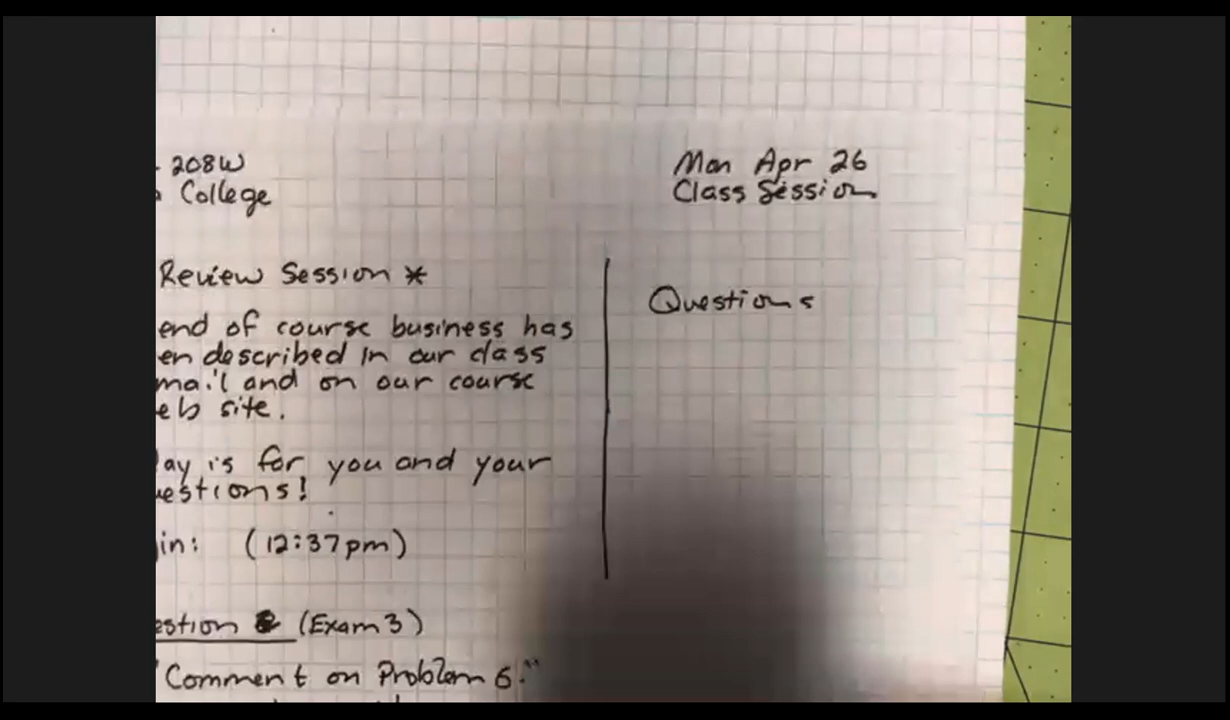 208W
College
Mon Apr 26
Class Session
Review Session *
end of course business has
en described in our class
mail and on our course
eb site.
ay is for you and your
uestions!
in: (12:37pm)
Questions
estion (Exam 3)
"Comment on Problem 6."